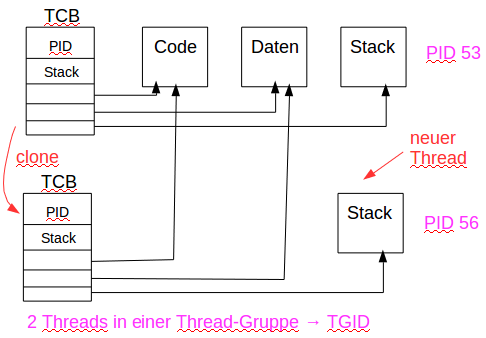 TCB
PID
Stack
Code
Daten
Stack
PID 53
clone
neuer
Thread
TCB
PID
Stack
Stack
PID 56
2 Threads in einer Thread-Gruppe → TGID